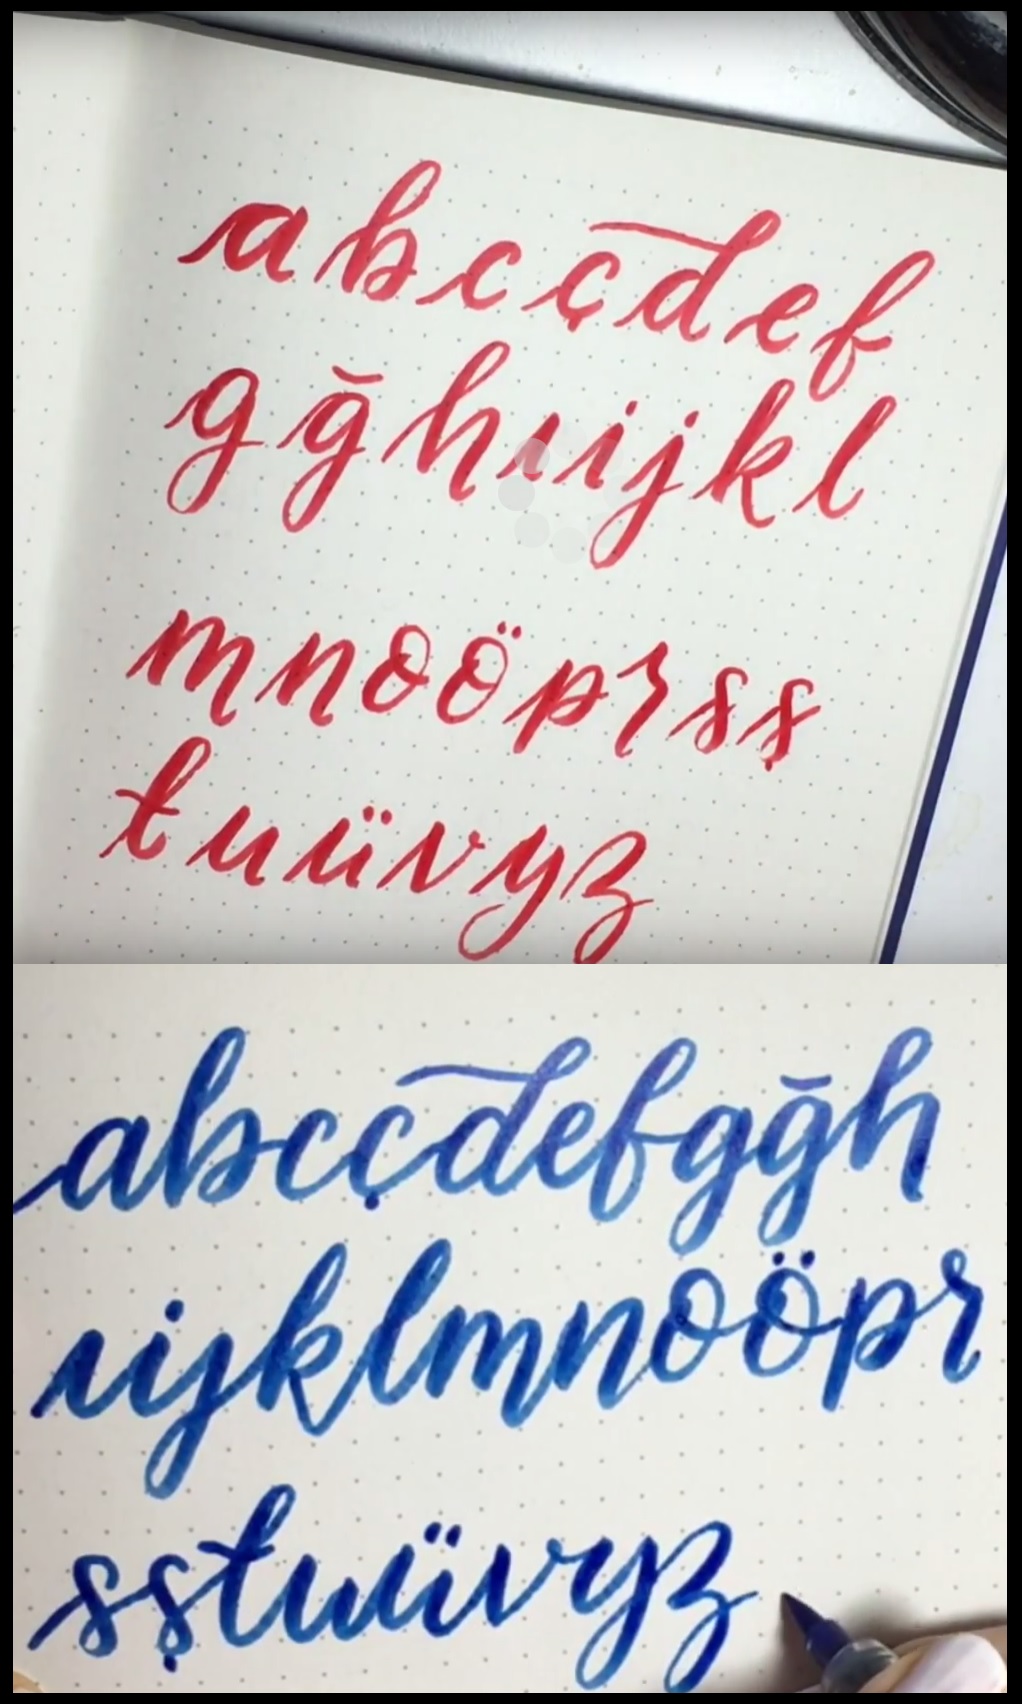 a b c ç d e f
g ğ h ı i j k l
m n o ö p r s ş
t u ü v y z
abcçdefgğh
ıijklmnoöpr
sştuüvyz